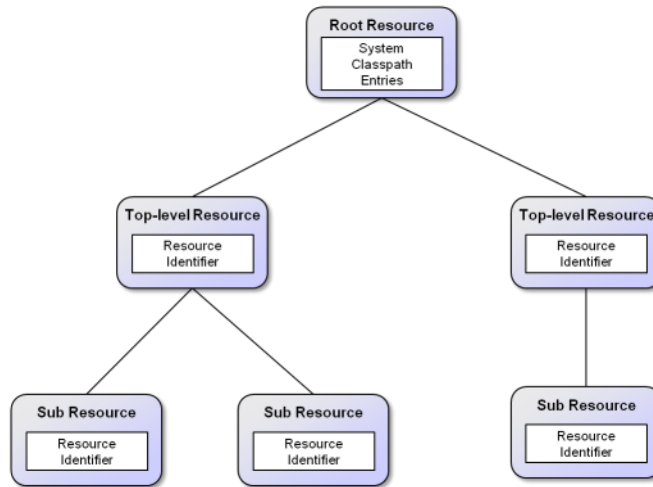 Root Resource
System
Classpath
Entries
Top-level Resource
Resource
Identifier
Top-level Resource
Resource
Identifier
Sub Resource
Resource
Identifier
Sub Resource
Resource
Identifier
Sub Resource
Resource
Identifier